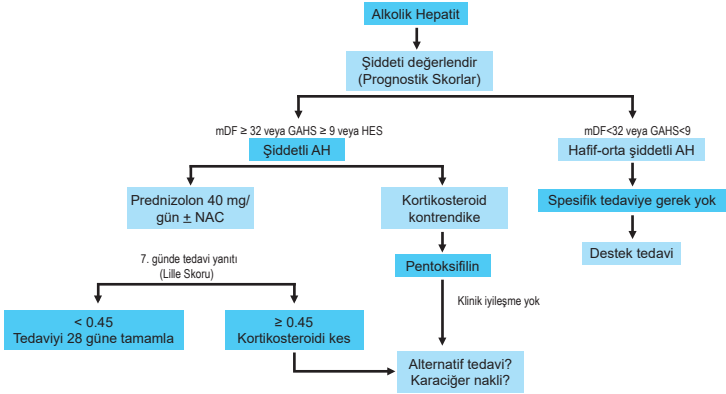 Alkolik Hepatit
Şiddeti değerlendir
(Prognostik Skorlar)
mDF ≥ 32 veya GAHS ≥ 9 veya HES
mDF<32 veya GAHS<9
Şiddetli AH
Hafif-orta şiddetli AH
Prednizolon 40 mg/
gün ± NAC
Kortikosteroid
kontrendike
Spesifik tedaviye gerek yok
Destek tedavi
7. günde tedavi yanıtı
(Lille Skoru)
Pentoksifilin
Klinik iyileşme yok
< 0.45
Tedaviyi 28 güne tamamla
≥ 0.45
Kortikosteroidi kes
Alternatif tedavi?
Karaciğer nakli?